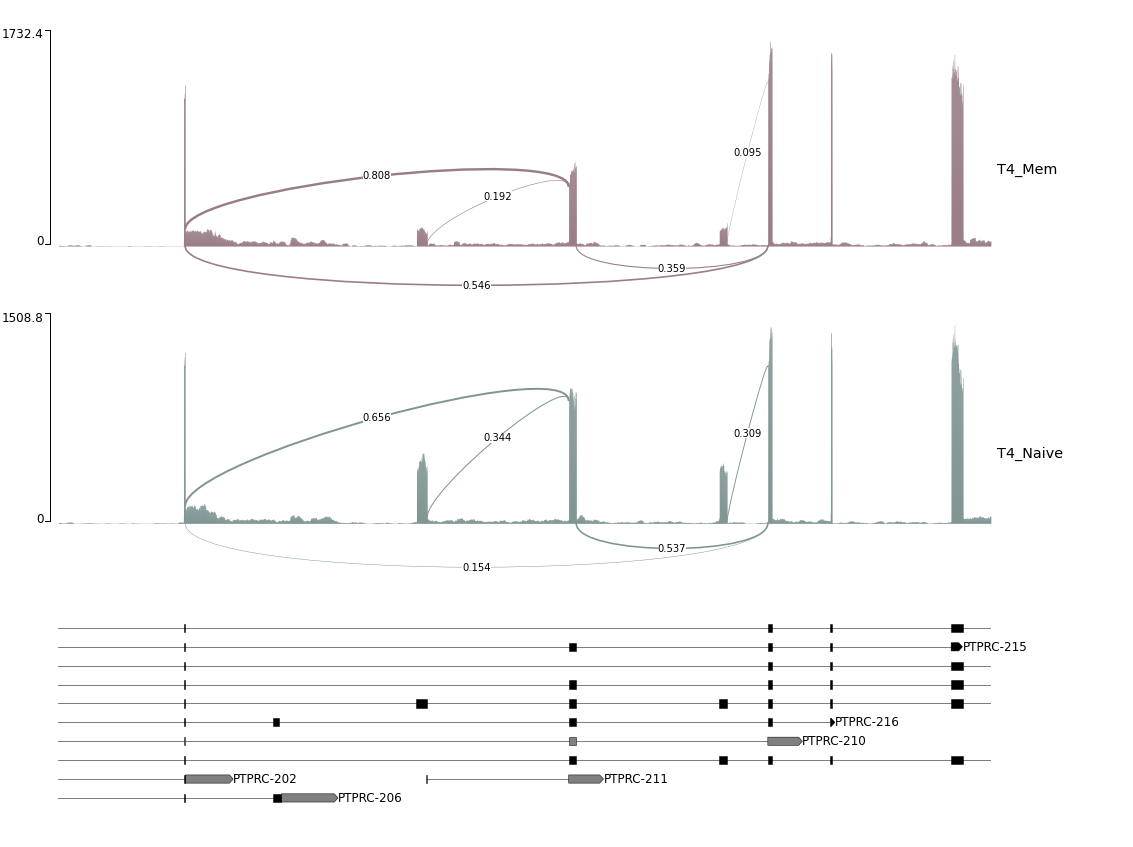 1732.4
0.095
T4_Mem
0.808
0.192
0
0.359
0.546
1508.8
0.656
0.344
0.309
T4_Naive
0
0.537
0.154
PTPRC-215
PTPRC-216
PTPRC-210
PTPRC-202
PTPRC-211
PTPRC-206